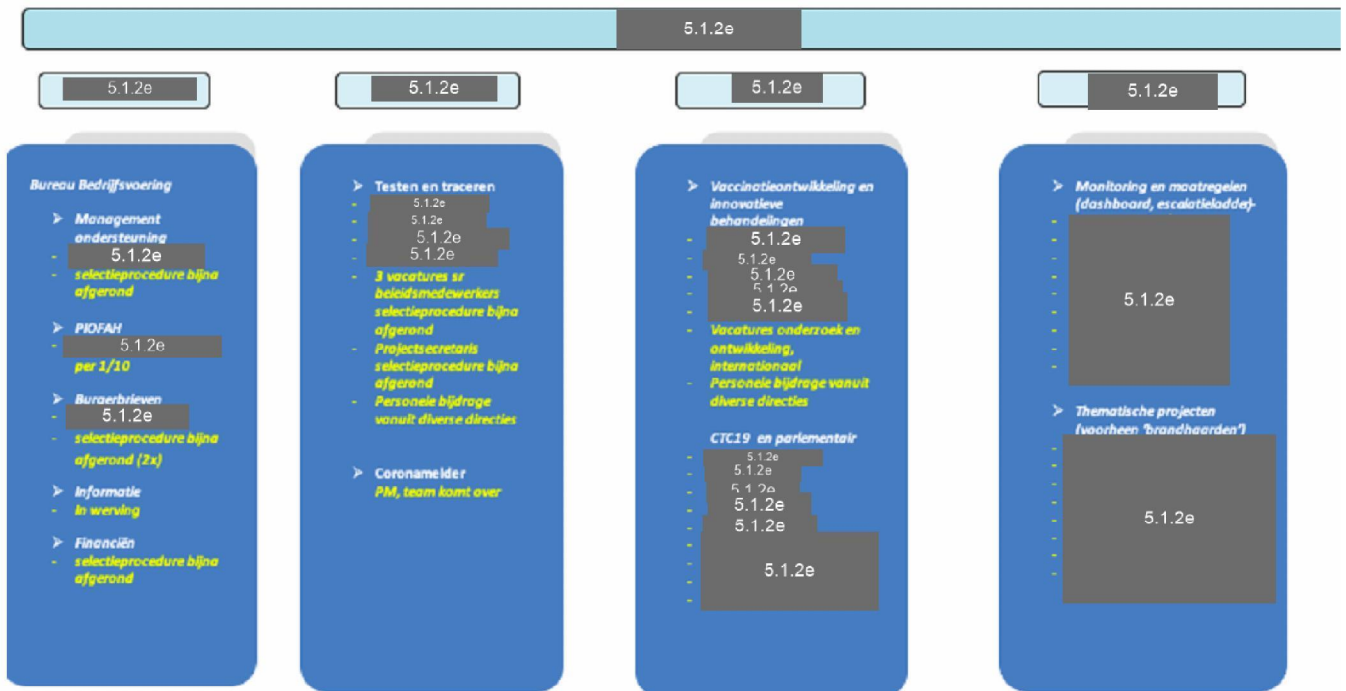 5.1.2e
5.1.2e
5.1.2e
5.1.2e
5.1.2e
Bureau Bedrijfsvoering
➢ Management
ondersteuning
- 5.1.2e
- selectieprocedure bijna
afgerond
➢ PIOFAH
- 5.1.2e
per 1/10
➢ Burgerbrieven
- 5.1.2e
- selectieprocedure bijna
afgerond (2x)
➢ Informatie
- In werving
➢ Financiën
- selectieprocedure bijna
afgerond
➢ Testen en traceren
- 5.1.2e
- 5.1.2e
- 5.1.2e
- 5.1.2e
- 3 vacatures sr
beleidsmedewerkers
selectieprocedure bijna
afgerond
- Projectsecretaris
selectieprocedure bijna
afgerond
- Personele bijdrage
vanuit diverse directies
➢ Coronamelder
PM, team komt over
➢ Vaccinatieontwikkeling en
innovatieve
behandelingen
- 5.1.2e
- 5.1.2e
- 5.1.2e
- 5.1.2e
- 5.1.2e
- Vacatures onderzoek en
ontwikkeling,
internationaal
- Personele bijdrage vanuit
diverse directies
CTC19 en parlementair
- 5.1.2e
- 5.1.2e
- 5.1.2e
- 5.1.2e
- 5.1.2e
- 
- 
- 5.1.2e
- 
- 
➢ Monitoring en maatregelen
(dashboard, escalatieladder)-
5.1.2e
➢ Thematische projecten
(voorheen 'brandhaarden')
5.1.2e